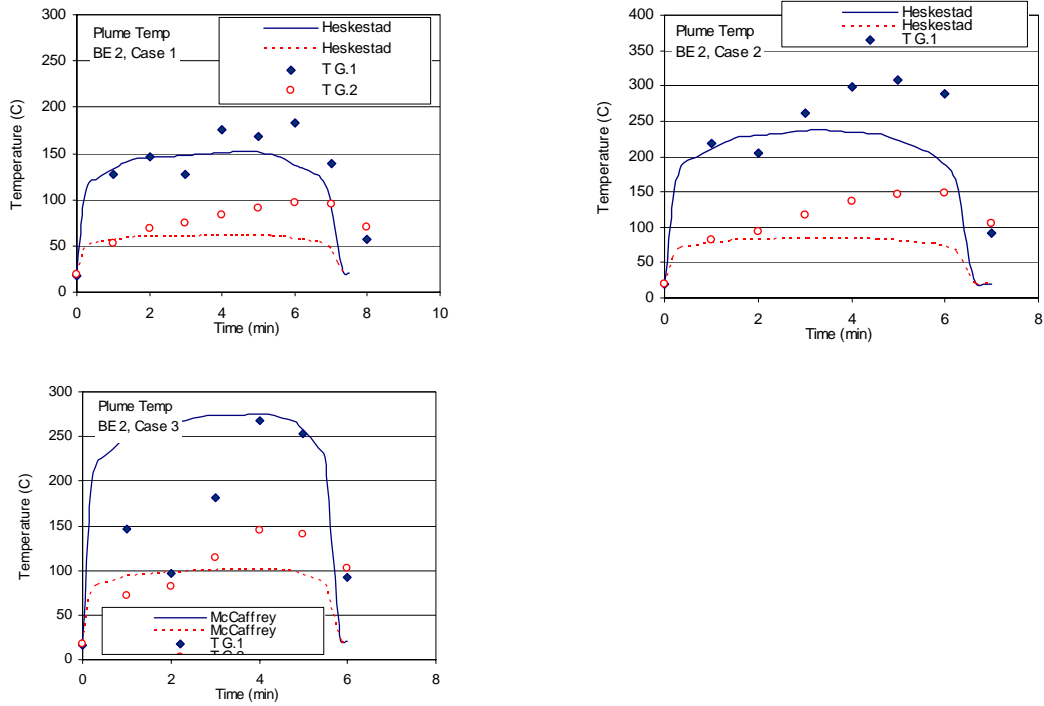 Plume Temp
BE 2, Case 1
Heskestad
Heskestad
T G.1
T G.2
300
250
200
150
100
50
0
Temperature (C)
0 2 4 6 8 10
Time (min)
Plume Temp
BE 2, Case 2
Heskestad
Heskestad
T G.1
400
350
300
250
200
150
100
50
0
Temperature (C)
0 2 4 6 8
Time (min)
Plume Temp
BE 2, Case 3
300
250
200
150
100
50
0
Temperature (C)
McCaffrey
McCaffrey
T G.1
0 2 4 6 8
Time (min)